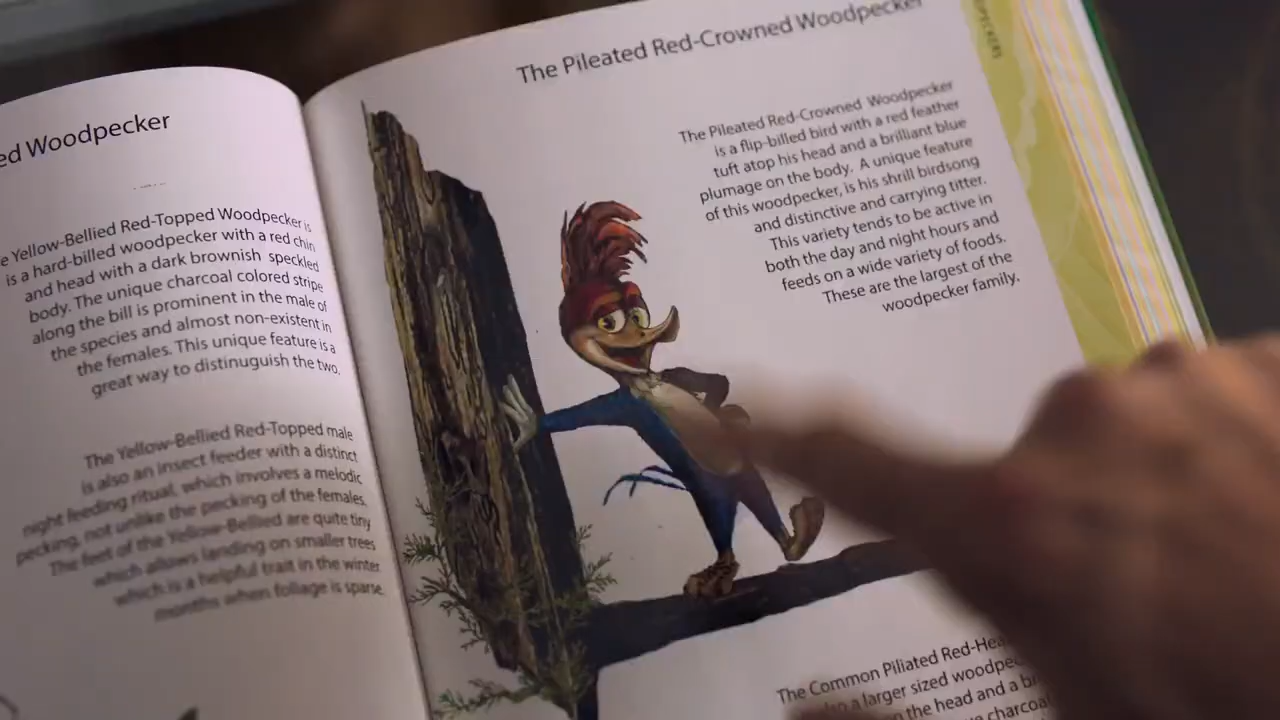 ed Woodpecker
e Yellow-Bellied Red-Topped Woodpecker is
is a hard-billed woodpecker with a red chin
and head with a dark brownish speckled
body. The unique charcoal colored stripe
along the bill is prominent in the male of
the species and almost non-existent in
the females. This unique feature is a
great way to distinuguish the two.
The Yellow-Bellied Red-Topped male
is also an insect feeder with a distinct
night feeding ritual, which involves a melodic
pecking, not unlike the pecking of the females.
The feet of the Yellow-Bellied are quite tiny
which allows landing on smaller trees
which is a helpful trait in the winter
months when foliage is sparse.
The Pileated Red-Crowned Woodpecker
The Pileated Red-Crowned Woodpecker
is a flip-billed bird with a red feather
tuft atop his head and a brilliant blue
plumage on the body. A unique feature
of this woodpecker, is his shrill birdsong
and distinctive and carrying titter.
This variety tends to be active in
both the day and night hours and
feeds on a wide variety of foods.
These are the largest of the
woodpecker family.
The Common Piliated Red-Hea
also a larger sized woodpec
on the head and a b
charcoa